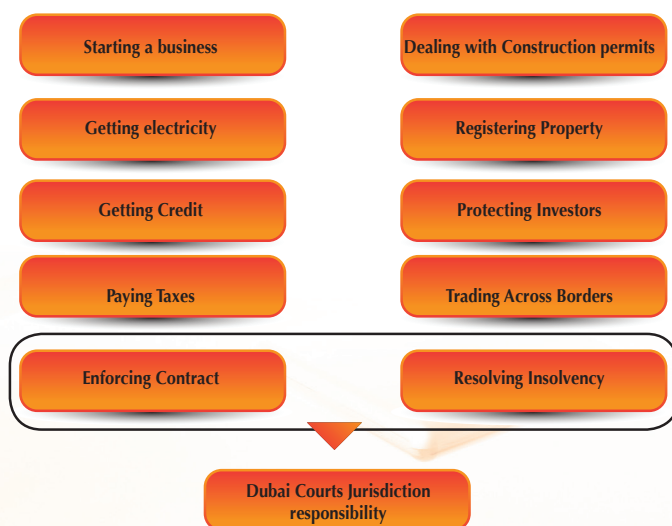 Starting a business
Dealing with Construction permits
Getting electricity
Registering Property
Getting Credit
Protecting Investors
Paying Taxes
Trading Across Borders
Enforcing Contract
Resolving Insolvency
Dubai Courts Jurisdiction
responsibility